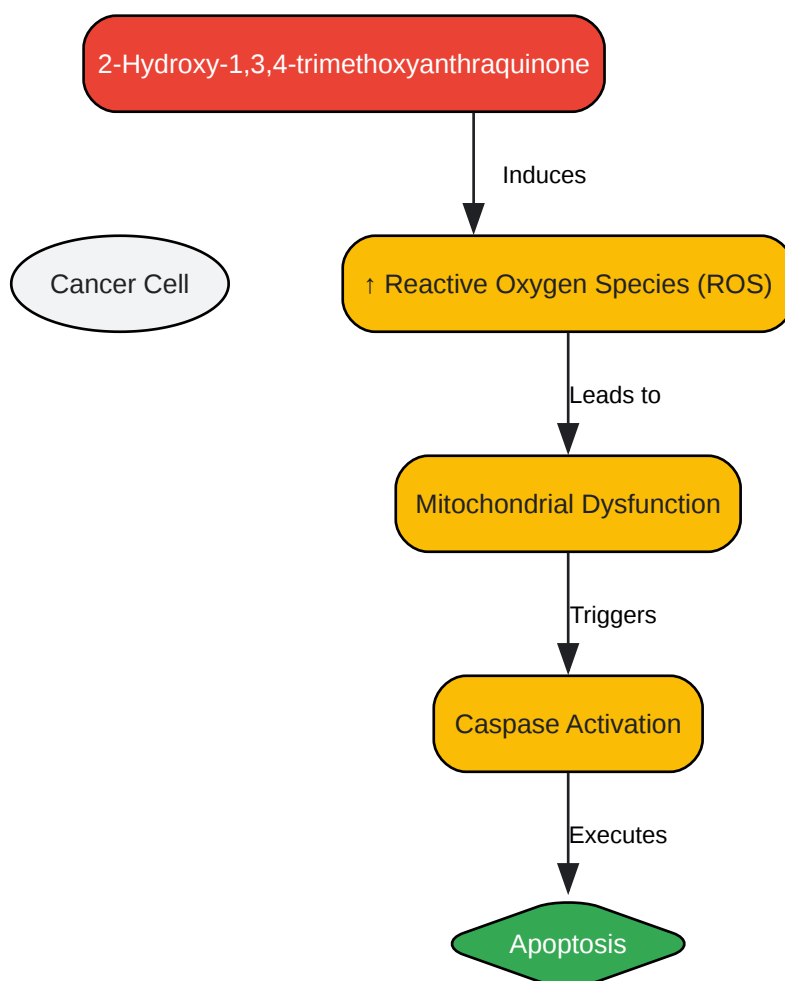 2-Hydroxy-1,3,4-trimethoxyanthraquinone
Induces
Cancer Cell
↑ Reactive Oxygen Species (ROS)
Leads to
Mitochondrial Dysfunction
Triggers
Caspase Activation
Executes
Apoptosis